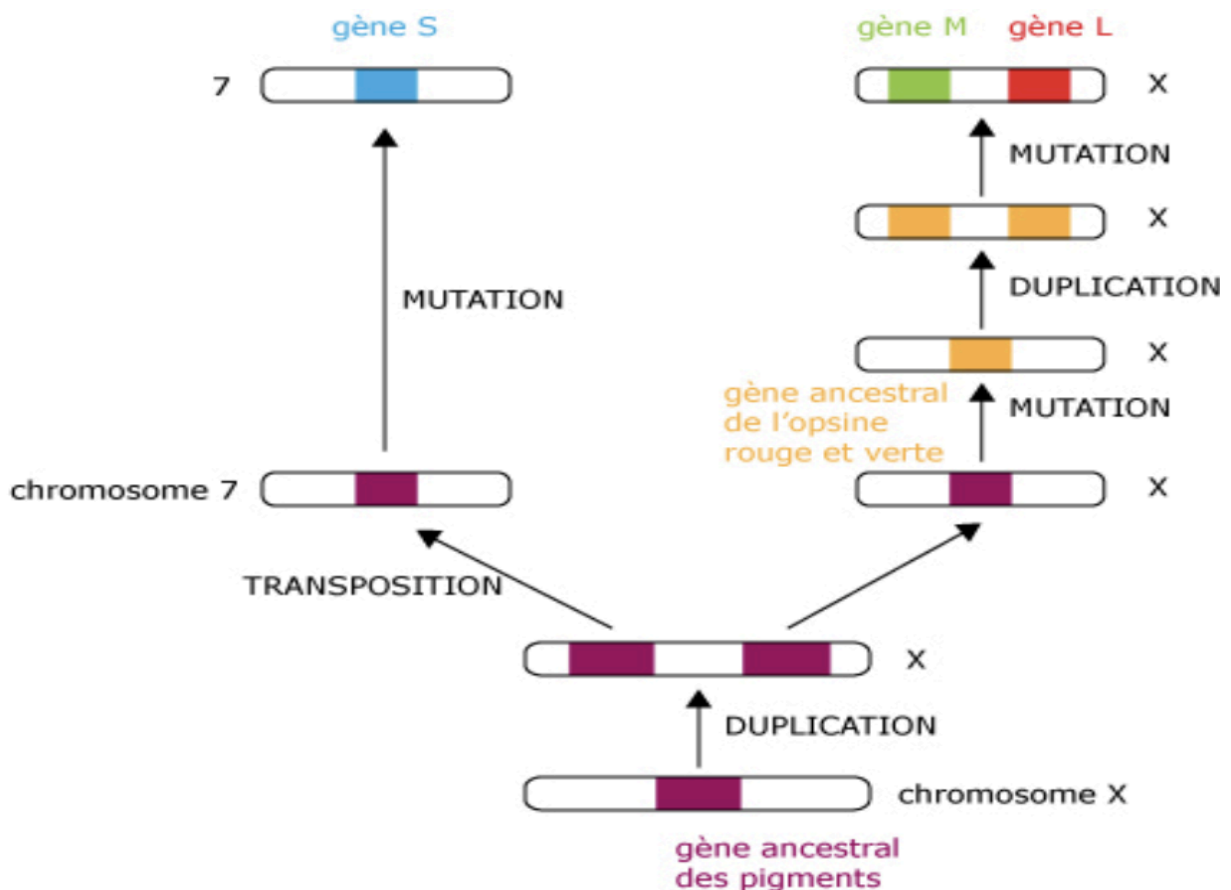 gène S
gène M gène L
7
X
MUTATION
X
MUTATION
DUPLICATION
X
gène ancestral
de l'opsine
rouge et verte
MUTATION
chromosome 7
X
TRANSPOSITION
X
DUPLICATION
chromosome X
gène ancestral
des pigments